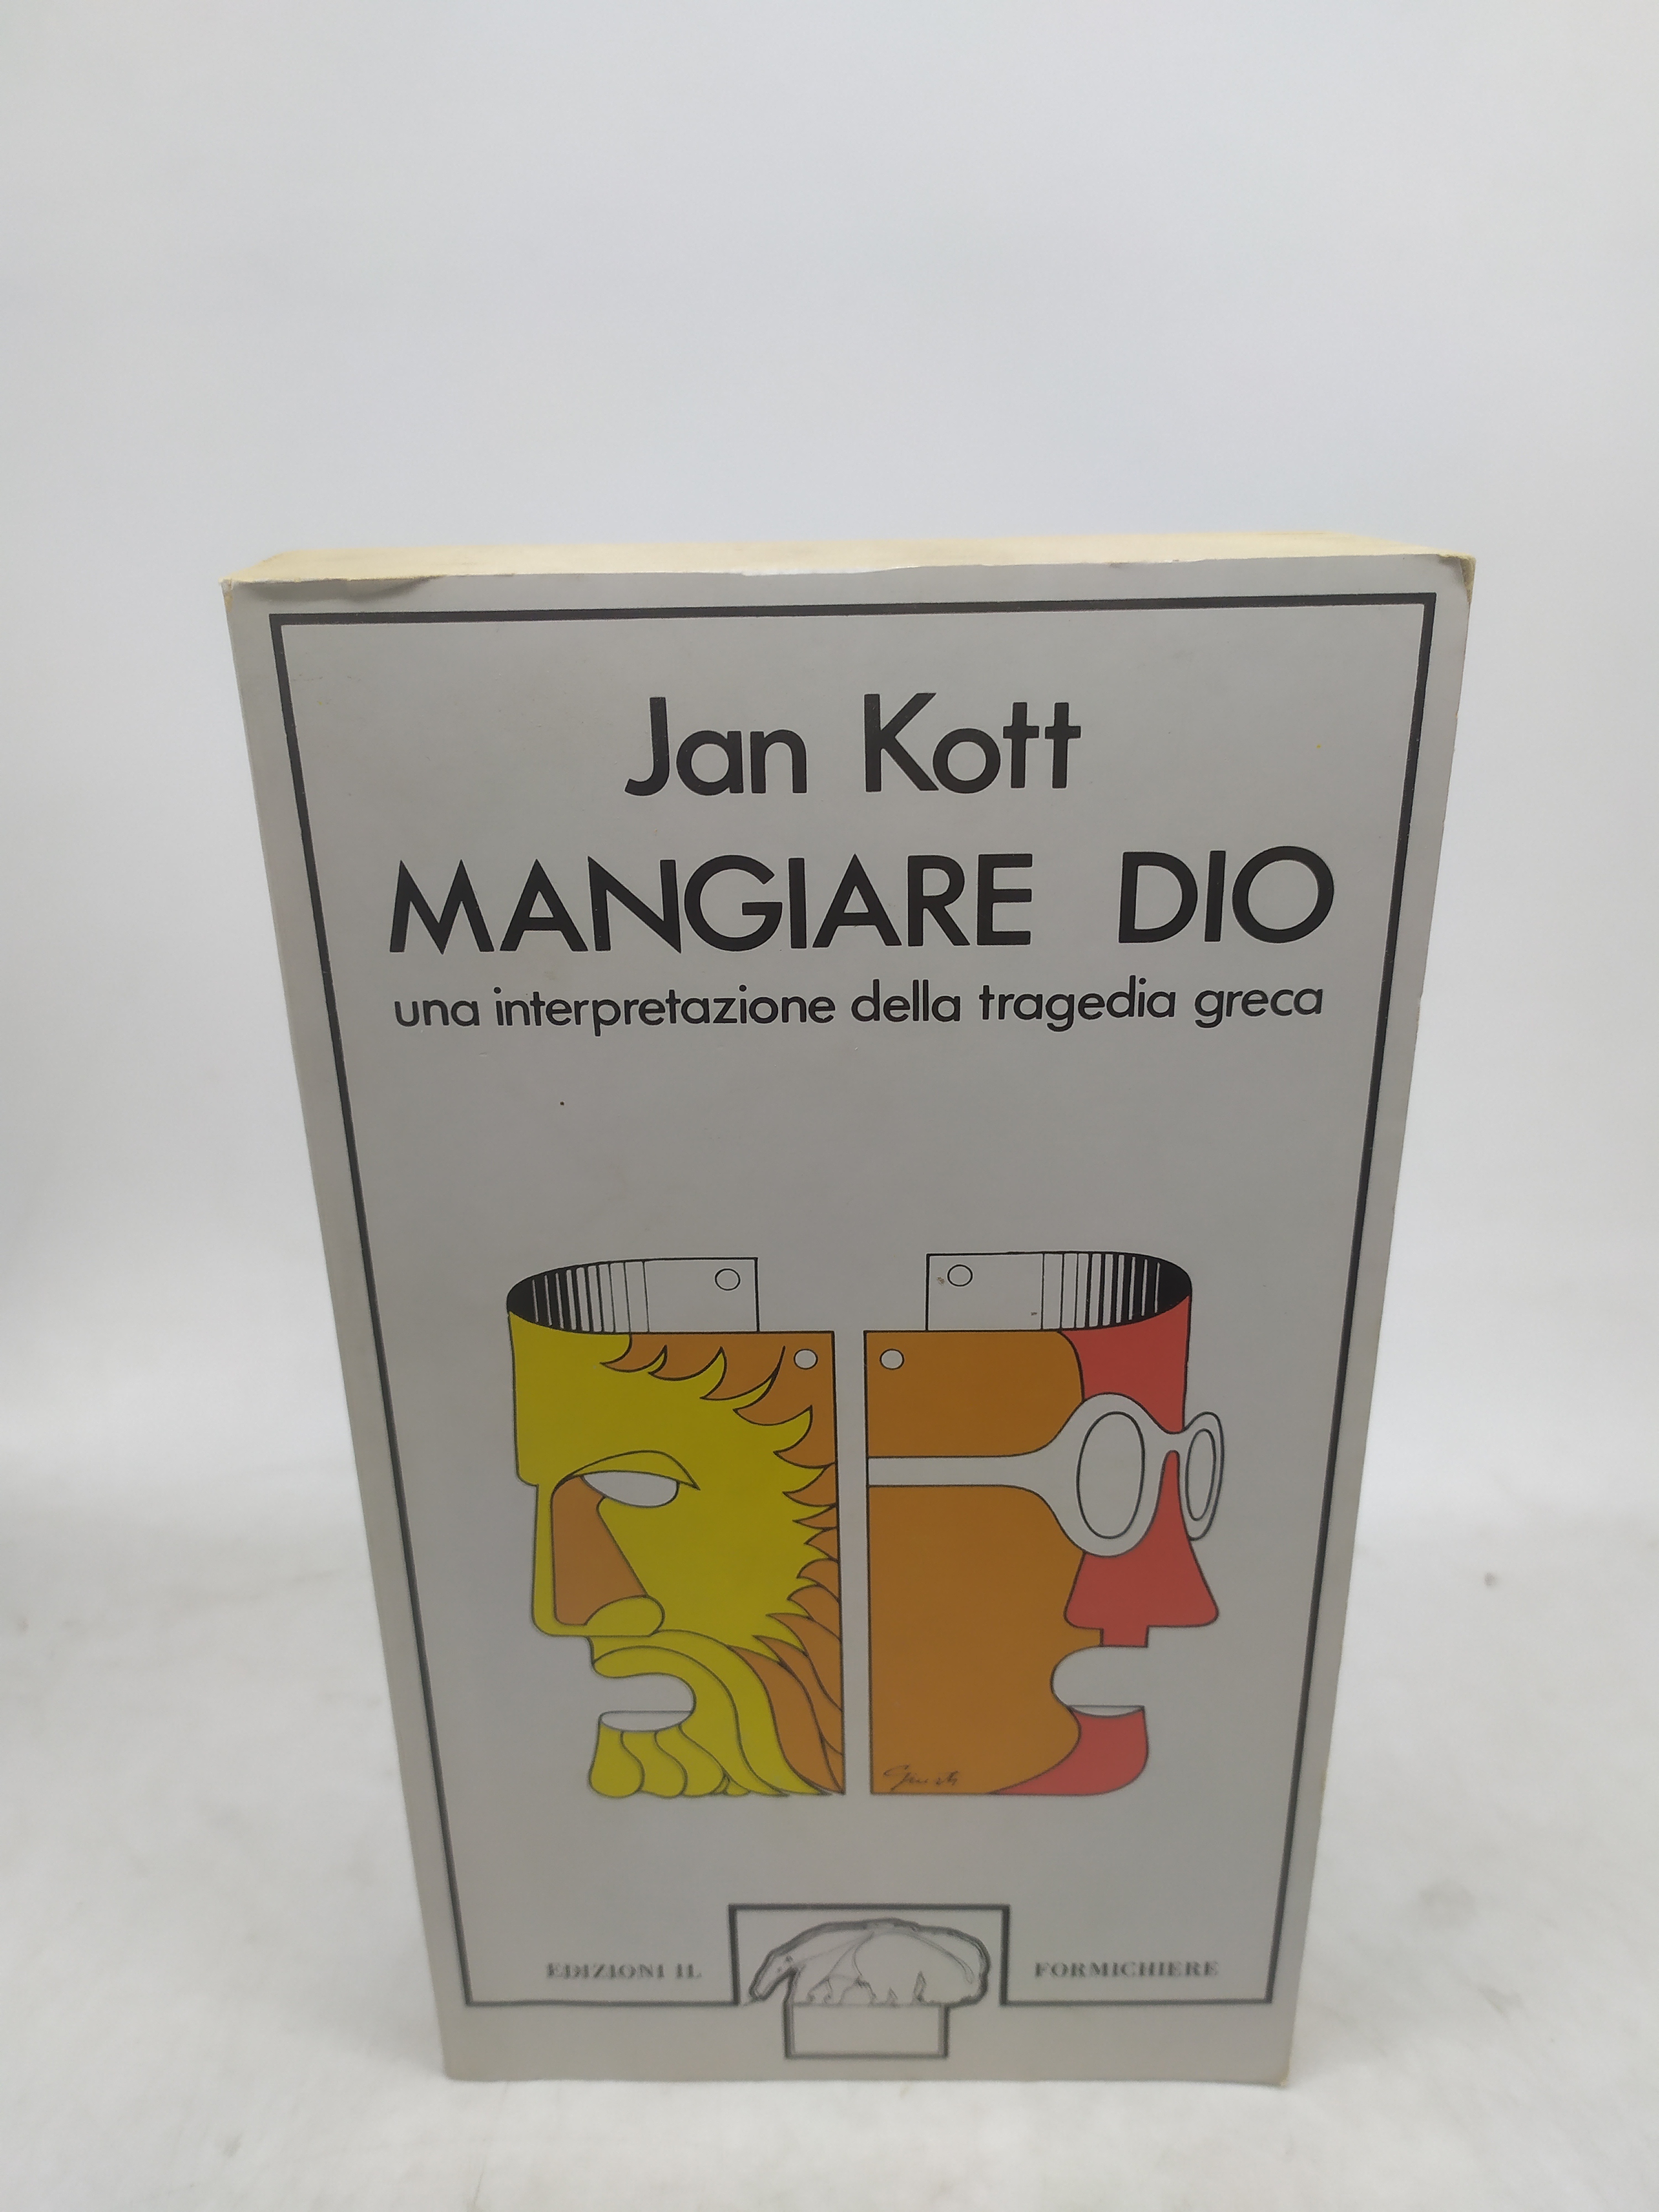 Jan Kott
MANGIARE DIO
una interpretazione della tragedia greca
EDIZIONI IL FORMICHIERE